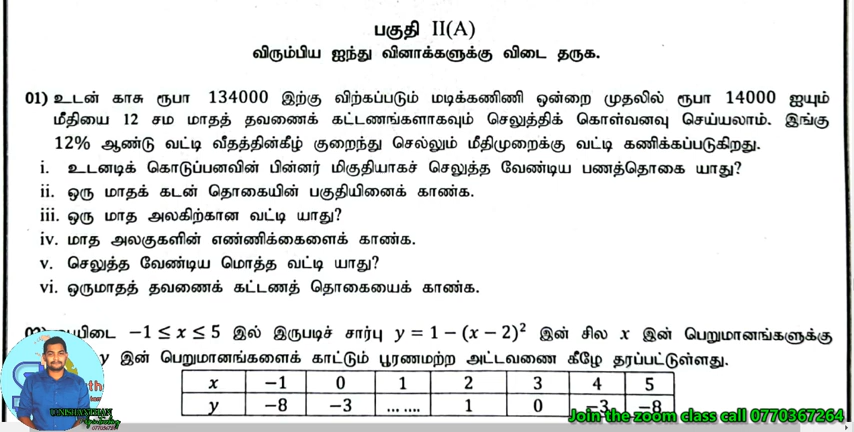 பகுதி II(A)
விரும்பிய ஐந்து வினாக்களுக்கு விடை தருக.
01) உடன் காசு ரூபா 134000 இற்கு விற்கப்படும் மடிக்கணிணி ஒன்றை முதலில் ரூபா 14000 ஐயும்
மீதியை 12 சம மாதத் தவணைக் கட்டணங்களாகவும் செலுத்திக் கொள்வனவு செய்யலாம். இங்கு
12% ஆண்டு வட்டி வீதத்தின்கீழ் குறைந்து செல்லும் மீதிமுறைக்கு வட்டி கணிக்கப்படுகிறது.
i. உடனடிக் கொடுப்பனவின் பின்னர் மிகுதியாகச் செலுத்த வேண்டிய பணத்தொகை யாது?
ii. ஒரு மாதக் கடன் தொகையின் பகுதியினைக் காண்க.
iii. ஒரு மாத அலகிற்கான வட்டி யாது?
iv. மாத அலகுகளின் எண்ணிக்கைளைக் காண்க.
v. செலுத்த வேண்டிய மொத்த வட்டி யாது?
vi. ஒருமாதத் தவணைக் கட்டணத் தொகையைக் காண்க.
−1 ≤ x ≤ 5 இல் இருபடிச் சார்பு y = 1 − (x − 2)² இன் சில x இன் பெறுமானங்களுக்கு
y இன் பெறுமானங்களைக் காட்டும் பூரணமற்ற அட்டவணை கீழே தரப்பட்டுள்ளது.
x −1 0 1 2 3 4 5
y −8 −3 ... .... 1 0 −3 −8
Join the zoom class call 0770367264